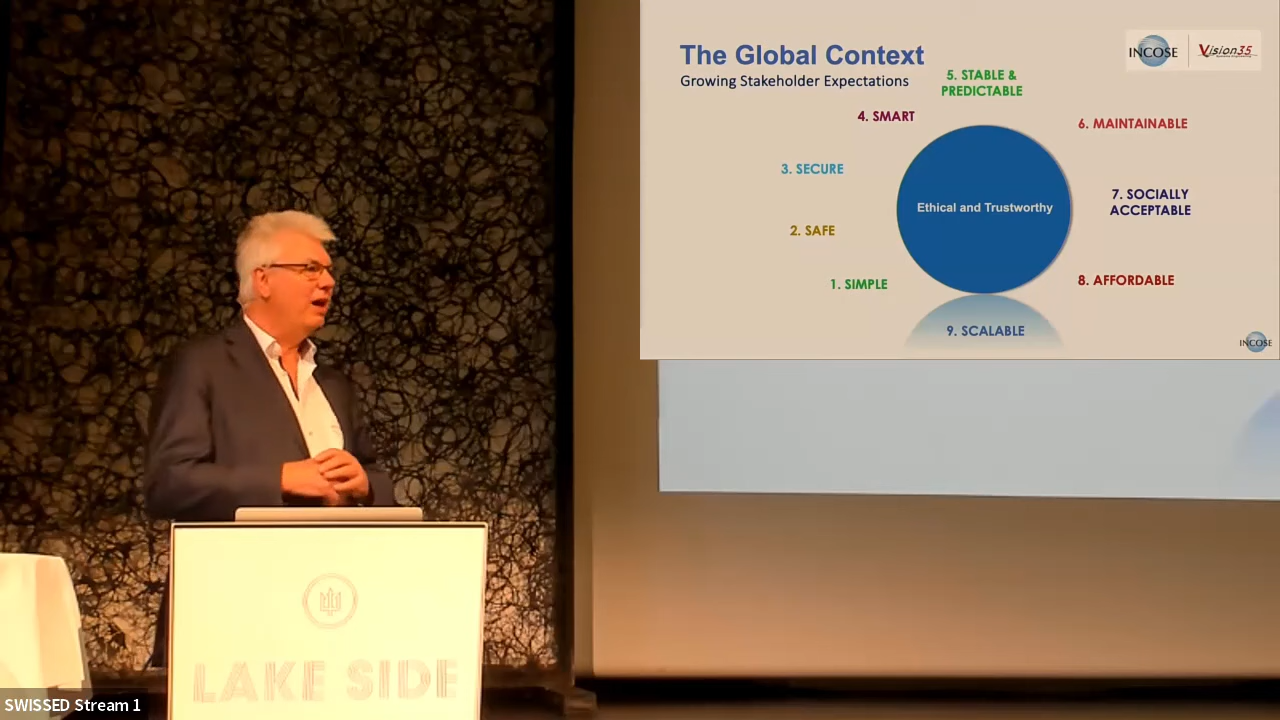 The Global Context
Growing Stakeholder Expectations
INCOSE
Vision35
5. STABLE &
PREDICTABLE
4. SMART
6. MAINTAINABLE
3. SECURE
7. SOCIALLY
ACCEPTABLE
Ethical and Trustworthy
2. SAFE
1. SIMPLE
8. AFFORDABLE
9. SCALABLE
INCOSE
LAKE SIDE
SWISSED Stream 1